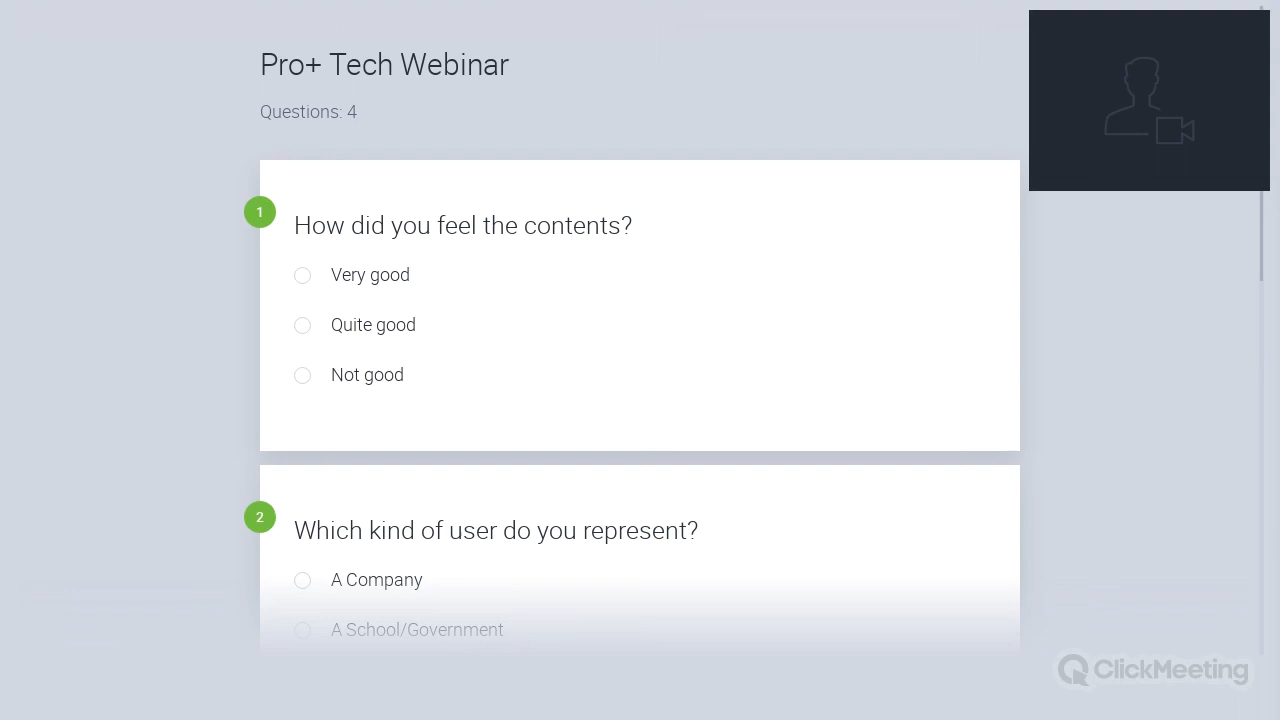 Pro+ Tech Webinar
Questions: 4
1
How did you feel the contents?
Very good
Quite good
Not good
2
Which kind of user do you represent?
A Company
A School/Government
ClickMeeting